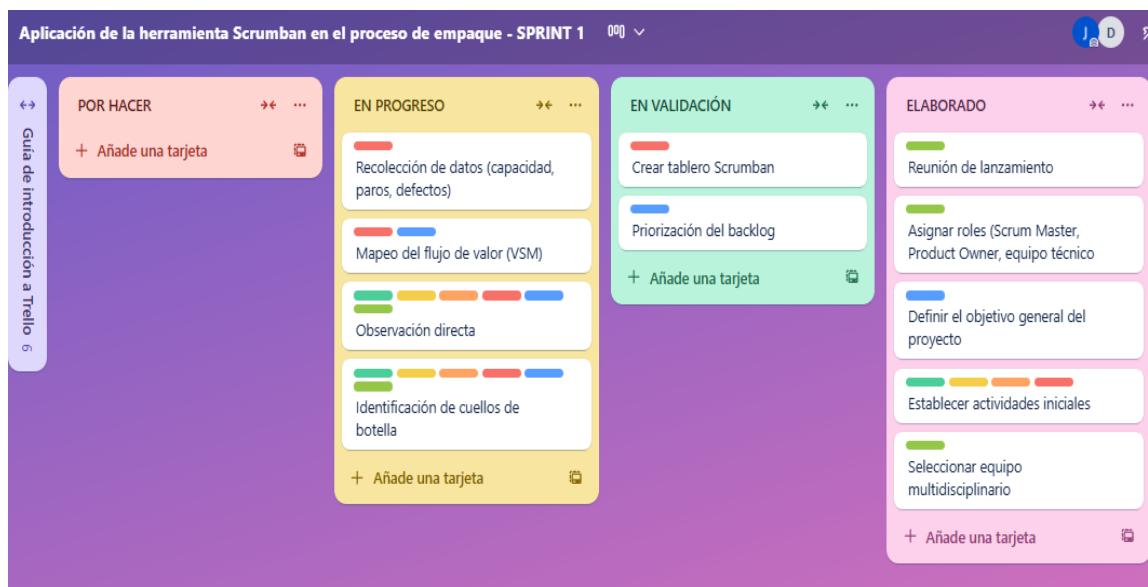 Aplicación de la herramienta Scrumban en el proceso de empaque - SPRINT 1
J D
Guía de introducción a Trello 6
POR HACER
+ Añade una tarjeta
EN PROGRESO
Recolección de datos (capacidad,
paros, defectos)
Mapeo del flujo de valor (VSM)
Observación directa
Identificación de cuellos de
botella
+ Añade una tarjeta
EN VALIDACIÓN
Crear tablero Scrumban
Priorización del backlog
+ Añade una tarjeta
ELABORADO
Reunión de lanzamiento
Asignar roles (Scrum Master,
Product Owner, equipo técnico
Definir el objetivo general del
proyecto
Establecer actividades iniciales
Seleccionar equipo
multidisciplinario
+ Añade una tarjeta